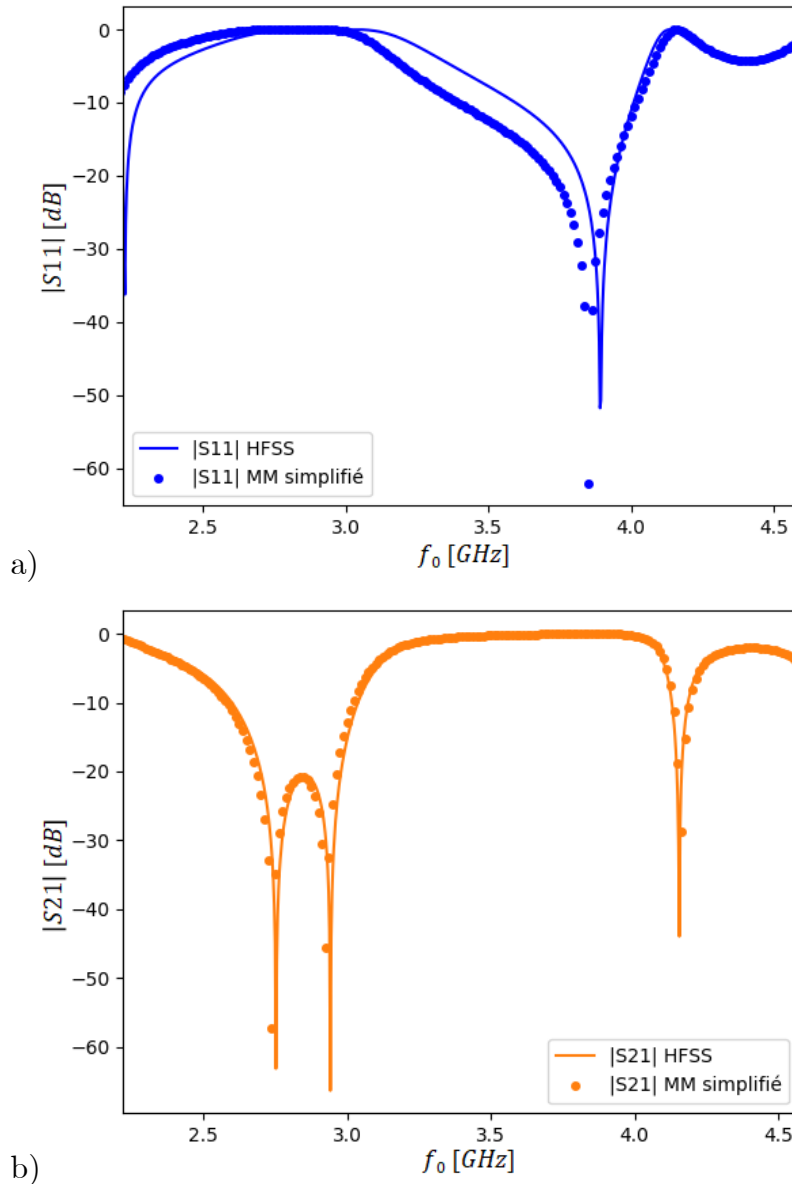 0
−10
−20
−30
−40
−50
−60
|S11| [dB]
|S11| HFSS
|S11| MM simplifié
2.5 3.0 3.5 4.0 4.5
f₀ [GHz]
a)
0
−10
−20
−30
−40
−50
−60
|S21| [dB]
|S21| HFSS
|S21| MM simplifié
2.5 3.0 3.5 4.0 4.5
f₀ [GHz]
b)